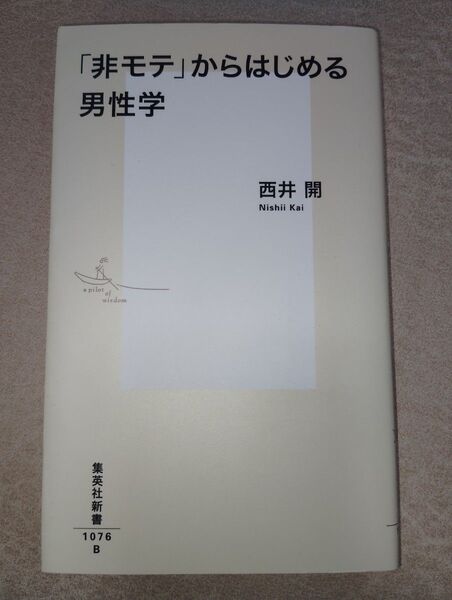 「非モテ」からはじめる
男性学
西井 開
Nishii Kai
a pilot
of
wisdom
集英社新書
1076
B